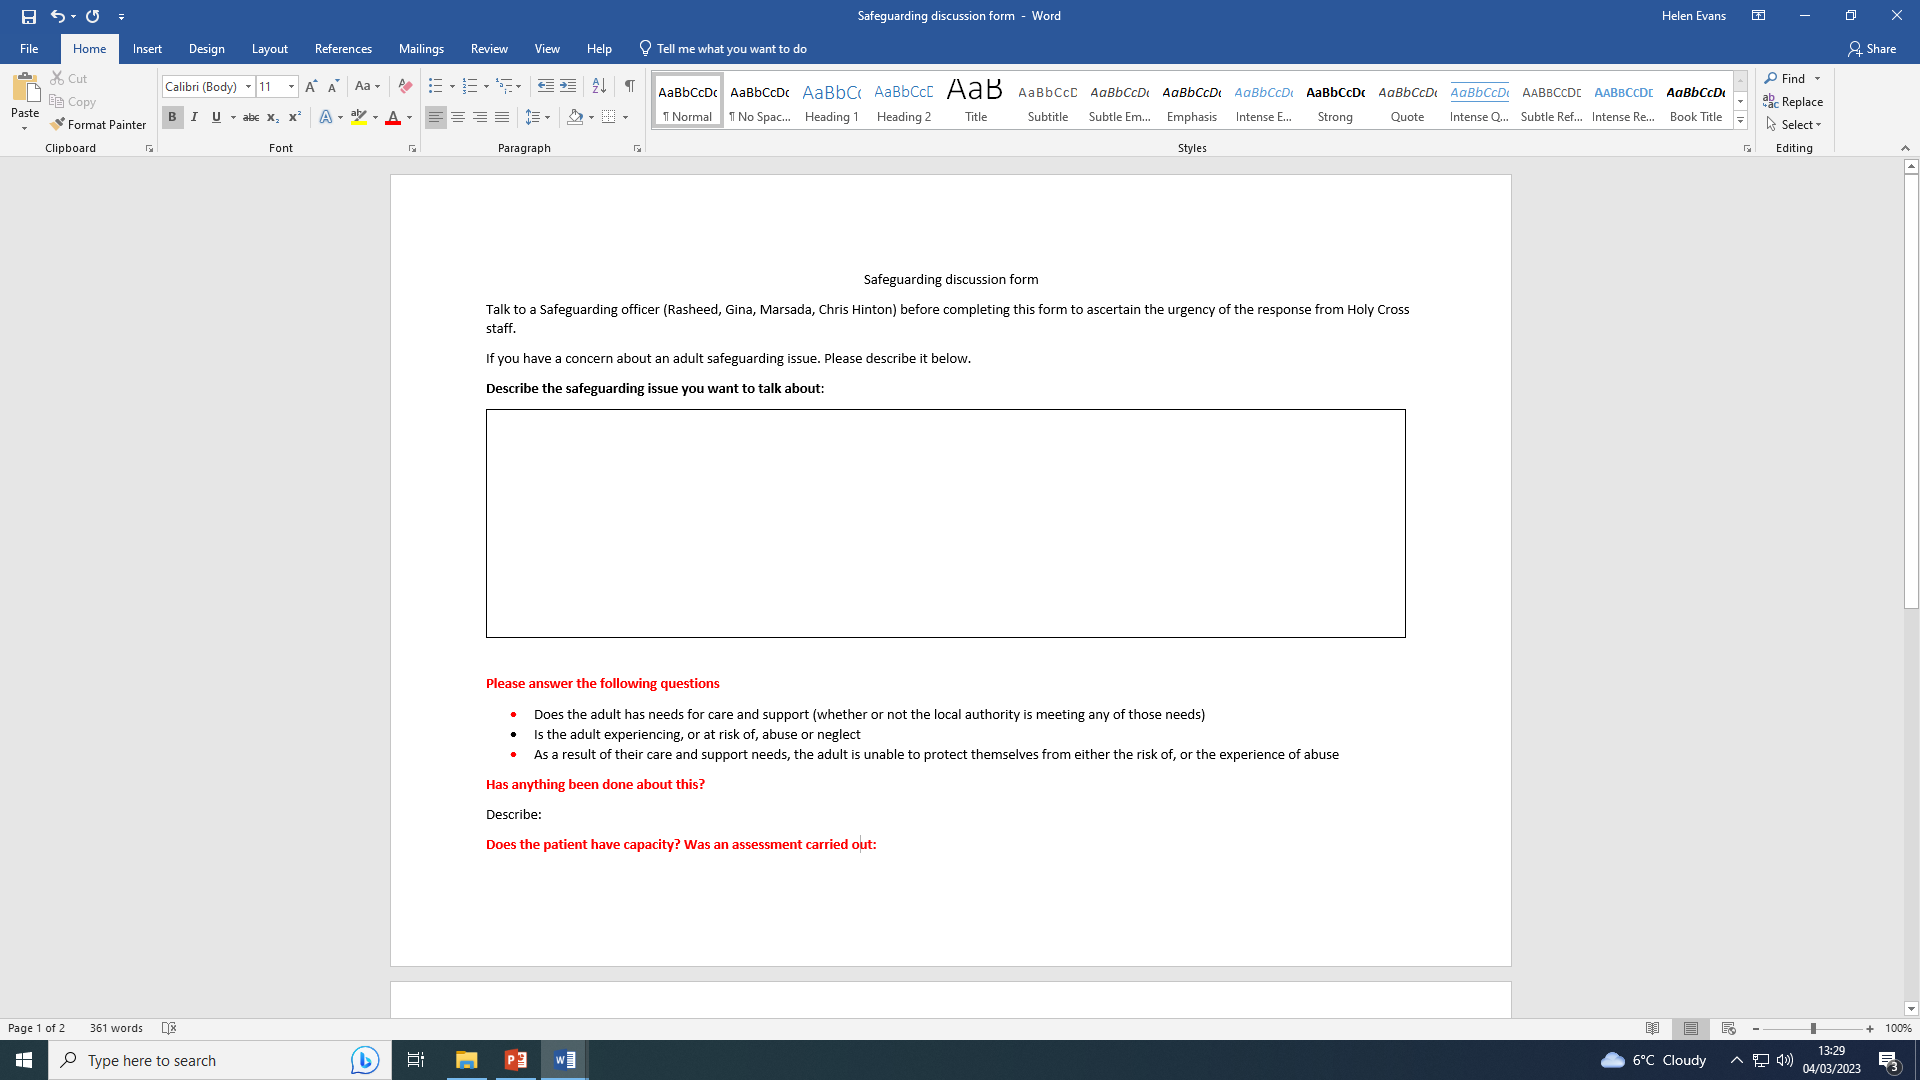 Safeguarding discussion form - Word
Helen Evans
File Home Insert Design Layout References Mailings Review View Help Tell me what you want to do Share
Paste
Cut
Copy
Format Painter
Clipboard
Calibri (Body) 11
Font
Paragraph
AaBbCcDc AaBbCcDc AaBbCc AaBbCcD AaB AaBbCcD AaBbCcDc AaBbCcDc AaBbCcDc AaBbCcDc AaBbCcDc AaBbCcDc AABBCCDE AABBCCDE AaBbCcDc
¶ Normal ¶ No Spac... Heading 1 Heading 2 Title Subtitle Subtle Em... Emphasis Intense E... Strong Quote Intense Q... Subtle Ref... Intense Re... Book Title
Styles
Find
Replace
Select
Editing
Safeguarding discussion form
Talk to a Safeguarding officer (Rasheed, Gina, Marsada, Chris Hinton) before completing this form to ascertain the urgency of the response from Holy Cross
staff.
If you have a concern about an adult safeguarding issue. Please describe it below.
Describe the safeguarding issue you want to talk about:
Please answer the following questions
• Does the adult has needs for care and support (whether or not the local authority is meeting any of those needs)
• Is the adult experiencing, or at risk of, abuse or neglect
• As a result of their care and support needs, the adult is unable to protect themselves from either the risk of, or the experience of abuse
Has anything been done about this?
Describe:
Does the patient have capacity? Was an assessment carried out:
Page 1 of 2 361 words 100%
Type here to search
6°C Cloudy
13:29
04/03/2023
3